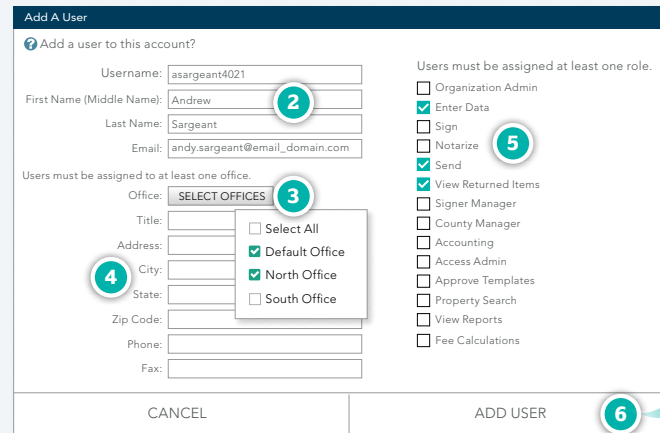 Add A User
Add a user to this account?
Username: asargeant4021
First Name (Middle Name): Andrew
2
Last Name: Sargeant
Email: andy.sargeant@email_domain.com
Users must be assigned to at least one office.
Office: SELECT OFFICES
3
Select All
Default Office
North Office
South Office
Title:
Address:
City:
4
State:
Zip Code:
Phone:
Fax:
Users must be assigned at least one role.
Organization Admin
Enter Data
Sign
Notarize
5
Send
View Returned Items
Signer Manager
County Manager
Accounting
Access Admin
Approve Templates
Property Search
View Reports
Fee Calculations
CANCEL
ADD USER
6